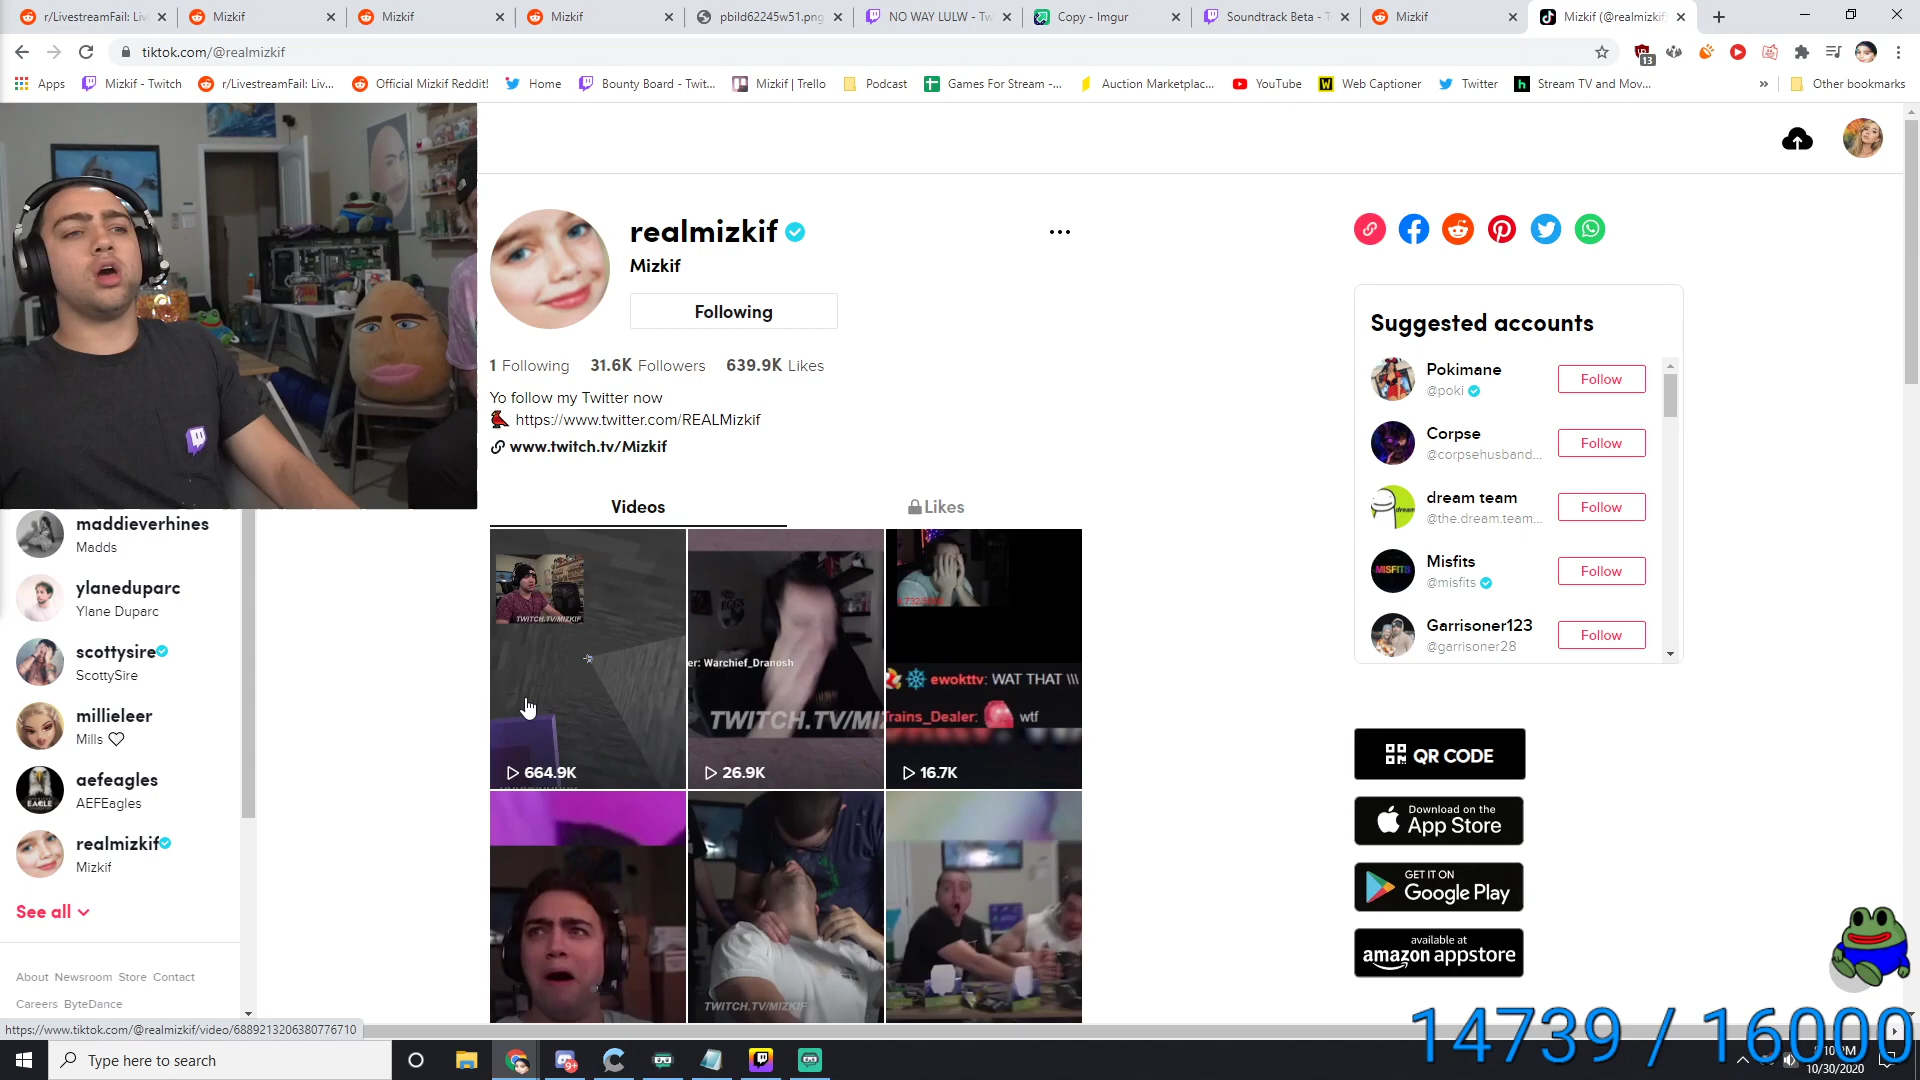 r/LivestreamFail: Li
Mizkif
Mizkif
Mizkif
pbild62245w51.png
NO WAY LULW - Tw
Copy - Imgur
Soundtrack Beta - T
Mizkif
Mizkif (@realmizkif
tiktok.com/@realmizkif
13
Apps
Mizkif - Twitch
r/LivestreamFail: Liv...
Official Mizkif Reddit!
Home
Bounty Board - Twit...
Mizkif | Trello
Podcast
Games For Stream -...
Auction Marketplac...
YouTube
Web Captioner
Twitter
Stream TV and Mov...
Other bookmarks
realmizkif
Mizkif
Following
1 Following 31.6K Followers 639.9K Likes
Yo follow my Twitter now
https://www.twitter.com/REALMizkif
www.twitch.tv/Mizkif
Videos
Likes
Suggested accounts
Pokimane
@poki
Follow
Corpse
@corpsehusband...
Follow
dream team
@the.dream.team...
Follow
Misfits
@misfits
Follow
Garrisoner123
@garrisoner28
Follow
maddieverhines
Madds
ylaneduparc
Ylane Duparc
scottysire
ScottySire
millieleer
Mills
aefeagles
AEFEagles
realmizkif
Mizkif
See all
About Newsroom Store Contact
Careers ByteDance
TWITCH.TV/MIZKIF
664.9K
er: Warchief_Dranosh
TWITCH.TV/MIZ
26.9K
ewokttv: WAT THAT \\\
Trains_Dealer: wtf
16.7K
TWITCH.TV/MIZKIF
QR CODE
Download on the
App Store
GET IT ON
Google Play
available at
amazon appstore
https://www.tiktok.com/@realmizkif/video/6889213206380776710
14739 / 16000
Type here to search
10/30/2020